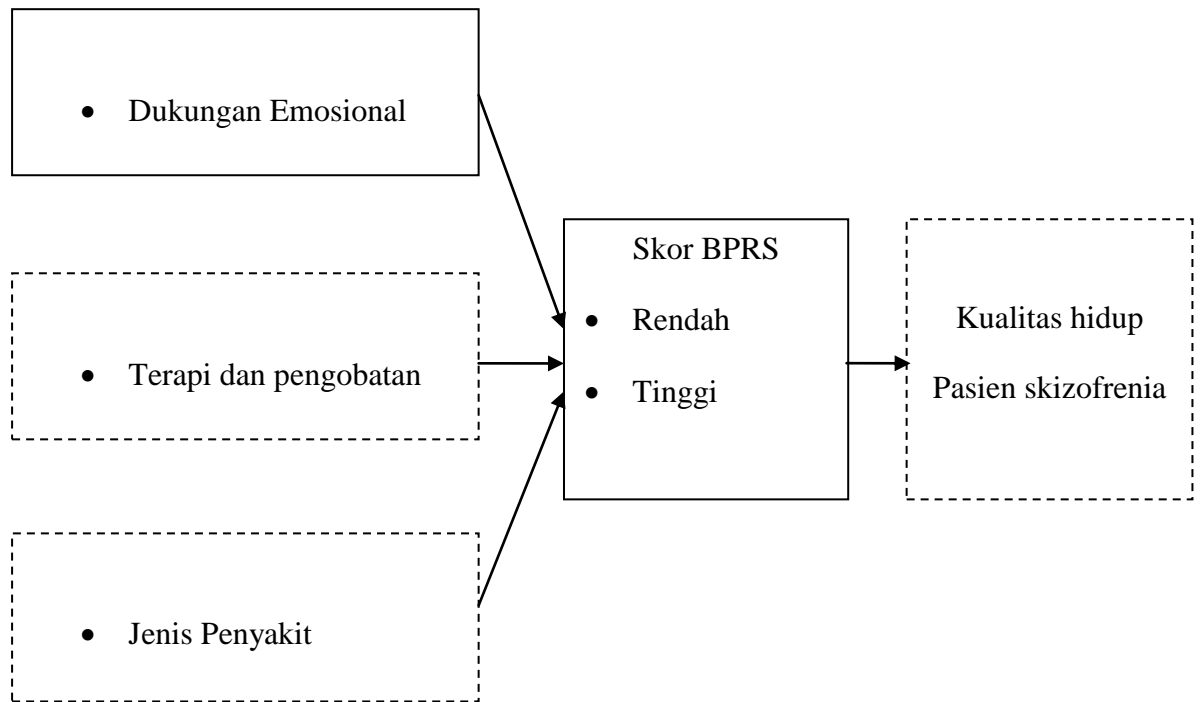 • Dukungan Emosional
• Terapi dan pengobatan
• Jenis Penyakit
Skor BPRS
• Rendah
• Tinggi
Kualitas hidup
Pasien skizofrenia